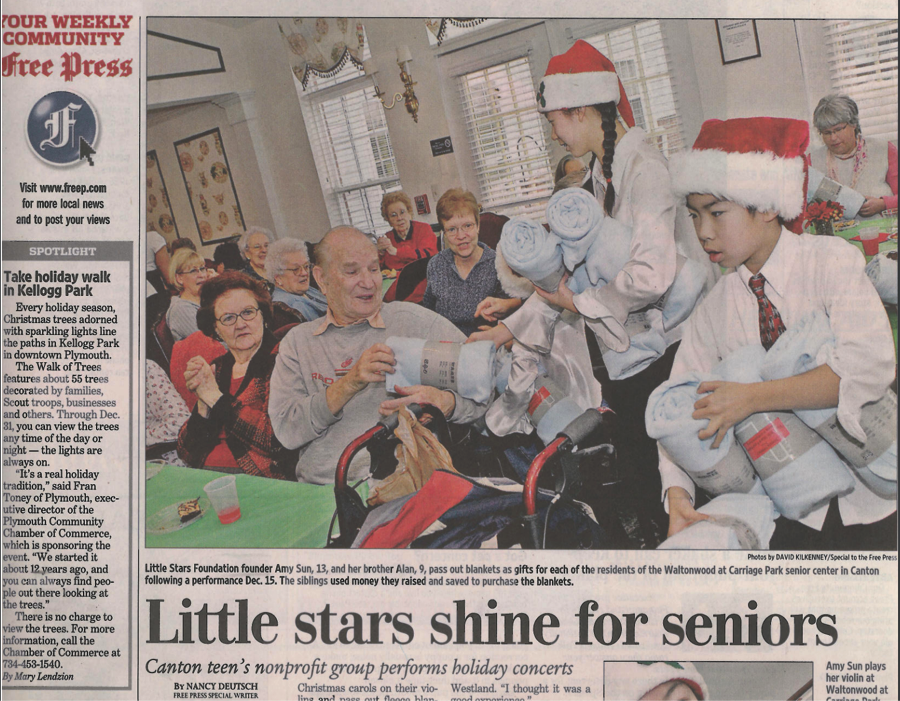 YOUR WEEKLY
COMMUNITY
Free Press
F
Visit www.freep.com
for more local news
and to post your views
SPOTLIGHT
Take holiday walk
in Kellogg Park
Every holiday season,
Christmas trees adorned
with sparkling lights line
the paths in Kellogg Park
in downtown Plymouth.
The Walk of Trees
features about 55 trees
decorated by families,
Scout troops, businesses
and others. Through Dec.
31, you can view the trees
any time of the day or
night — the lights are
always on.
"It's a real holiday
tradition," said Fran
Toney of Plymouth, exec-
utive director of the
Plymouth Community
Chamber of Commerce,
which is sponsoring the
event. "We started it
about 12 years ago, and
you can always find peo-
ple out there looking at
the trees."
There is no charge to
view the trees. For more
information, call the
Chamber of Commerce at
734-453-1540.
By Mary Lendzion
Photos by DAVID KILKENNEY/Special to the Free Press
Little Stars Foundation founder Amy Sun, 13, and her brother Alan, 9, pass out blankets as gifts for each of the residents of the Waltonwood at Carriage Park senior center in Canton
following a performance Dec. 15. The siblings used money they raised and saved to purchase the blankets.
Little stars shine for seniors
Canton teen's nonprofit group performs holiday concerts
By NANCY DEUTSCH
FREE PRESS SPECIAL WRITER
Christmas carols on their vio-
lins and pass out fleece blan-
Westland. "I thought it was a
good experience."
Amy Sun plays
her violin at
Waltonwood at
Carriage Park